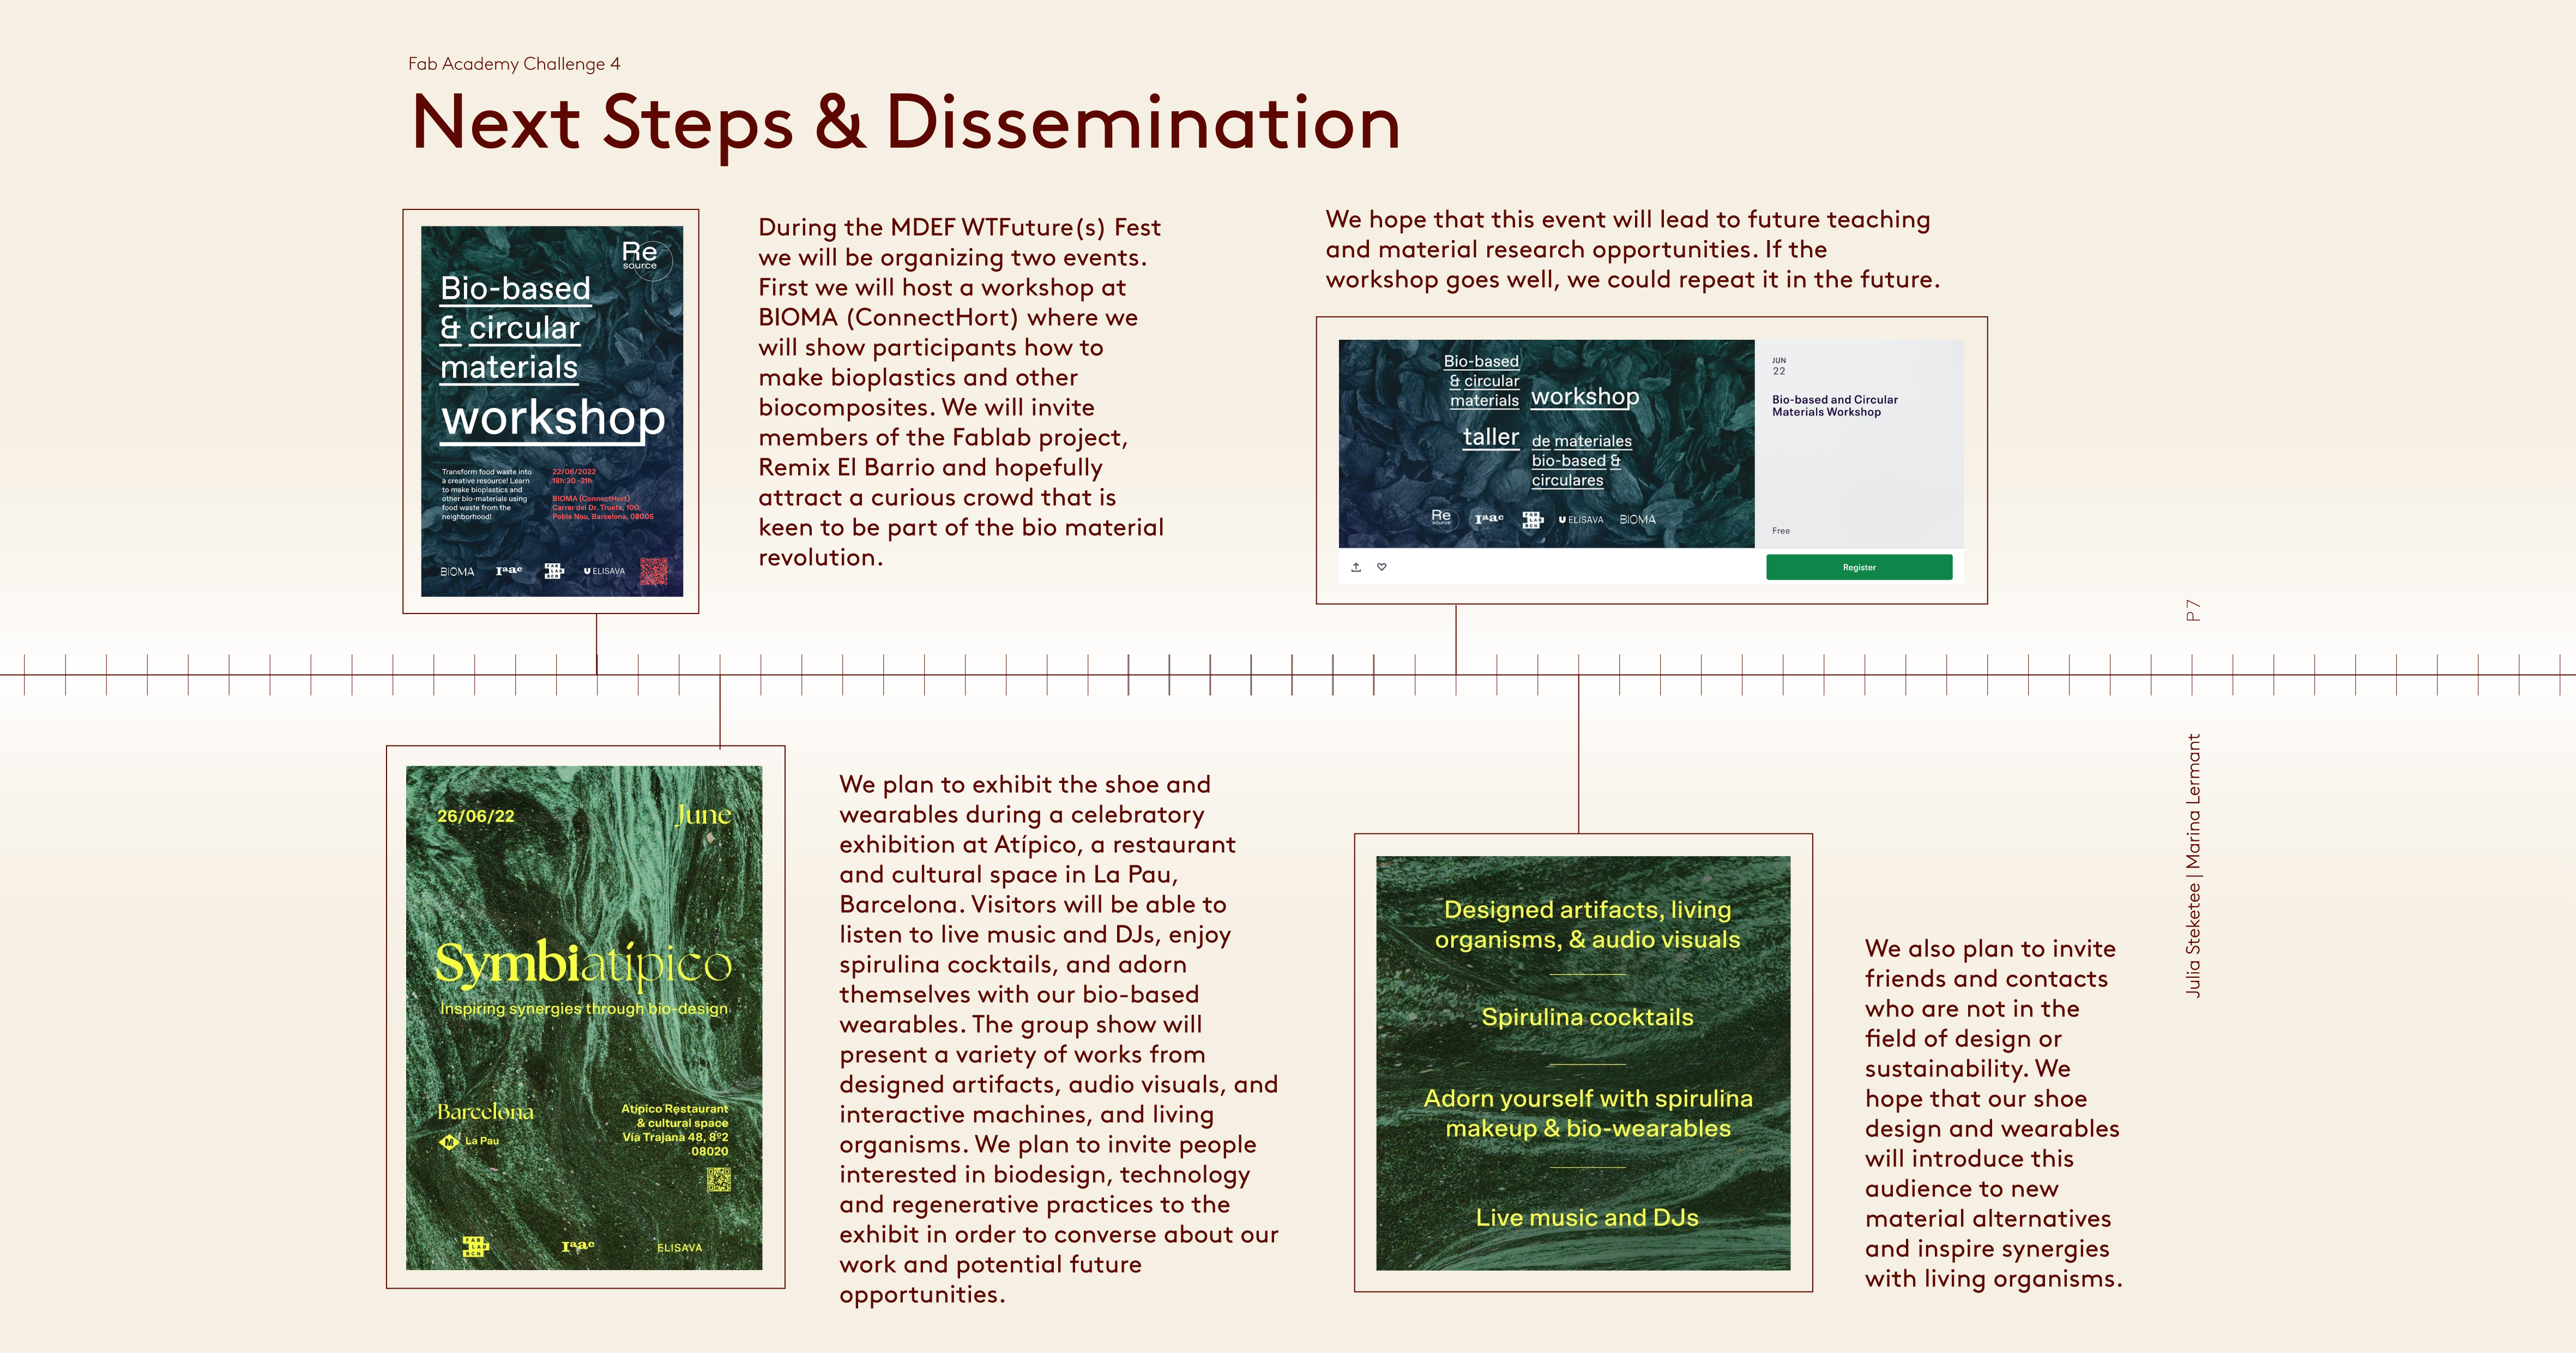 Fab Academy Challenge 4
Next Steps & Dissemination
Re
source
Bio-based
& circular
materials
workshop
Transform food waste into
a creative resource! Learn
to make bioplastics and
other bio-materials using
food waste from the
neighborhood!
22/06/2022
18h:30 -21h
BIOMA (ConnectHort)
Carrer del Dr. Trueta, 100,
Poble Nou, Barcelona, 08005
BIOMA
Iaac
FAB
LAB
BCN
ELISAVA
During the MDEF WTFuture(s) Fest
we will be organizing two events.
First we will host a workshop at
BIOMA (ConnectHort) where we
will show participants how to
make bioplastics and other
biocomposites. We will invite
members of the Fablab project,
Remix El Barrio and hopefully
attract a curious crowd that is
keen to be part of the bio material
revolution.
We hope that this event will lead to future teaching
and material research opportunities. If the
workshop goes well, we could repeat it in the future.
Bio-based
& circular
materials workshop
taller de materiales
bio-based &
circulares
Re
source
Iaac
FAB
LAB
BCN
ELISAVA
BIOMA
JUN
22
Bio-based and Circular
Materials Workshop
Free
Register
P 7
Julia Steketee | Marina Lermant
26/06/22
June
Symbiatípico
Inspiring synergies through bio-design
Barcelona
M La Pau
Atípico Restaurant
& cultural space
Vía Trajana 48, 8º2
08020
FAB
LAB
BCN
Iaac
ELISAVA
We plan to exhibit the shoe and
wearables during a celebratory
exhibition at Atípico, a restaurant
and cultural space in La Pau,
Barcelona. Visitors will be able to
listen to live music and DJs, enjoy
spirulina cocktails, and adorn
themselves with our bio-based
wearables. The group show will
present a variety of works from
designed artifacts, audio visuals, and
interactive machines, and living
organisms. We plan to invite people
interested in biodesign, technology
and regenerative practices to the
exhibit in order to converse about our
work and potential future
opportunities.
Designed artifacts, living
organisms, & audio visuals
Spirulina cocktails
Adorn yourself with spirulina
makeup & bio-wearables
Live music and DJs
We also plan to invite
friends and contacts
who are not in the
field of design or
sustainability. We
hope that our shoe
design and wearables
will introduce this
audience to new
material alternatives
and inspire synergies
with living organisms.